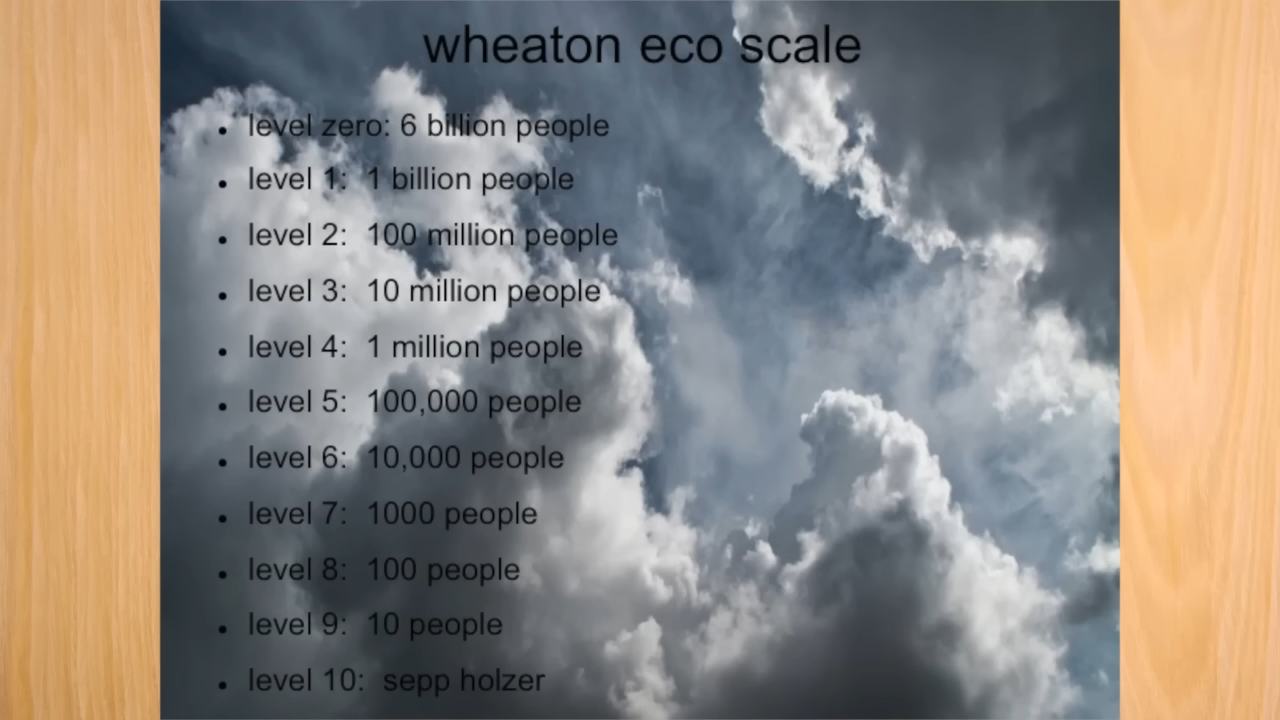 wheaton eco scale
• level zero: 6 billion people
• level 1: 1 billion people
• level 2: 100 million people
• level 3: 10 million people
• level 4: 1 million people
• level 5: 100,000 people
• level 6: 10,000 people
• level 7: 1000 people
• level 8: 100 people
• level 9: 10 people
• level 10: sepp holzer